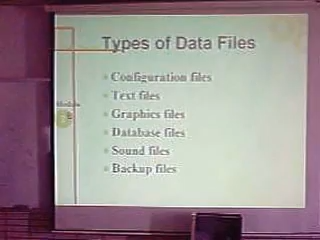 Types of Data Files
Configuration files
Text files
Graphics files
Database files
Sound files
Backup files